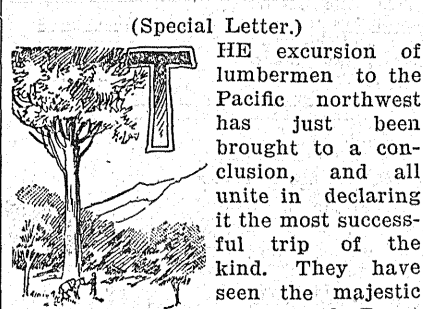 (Special Letter.)
THE excursion of
lumbermen to the
Pacific northwest
has just been
brought to a con-
clusion, and all
unite in declaring
it the most success-
ful trip of the
kind. They have
seen the majestic